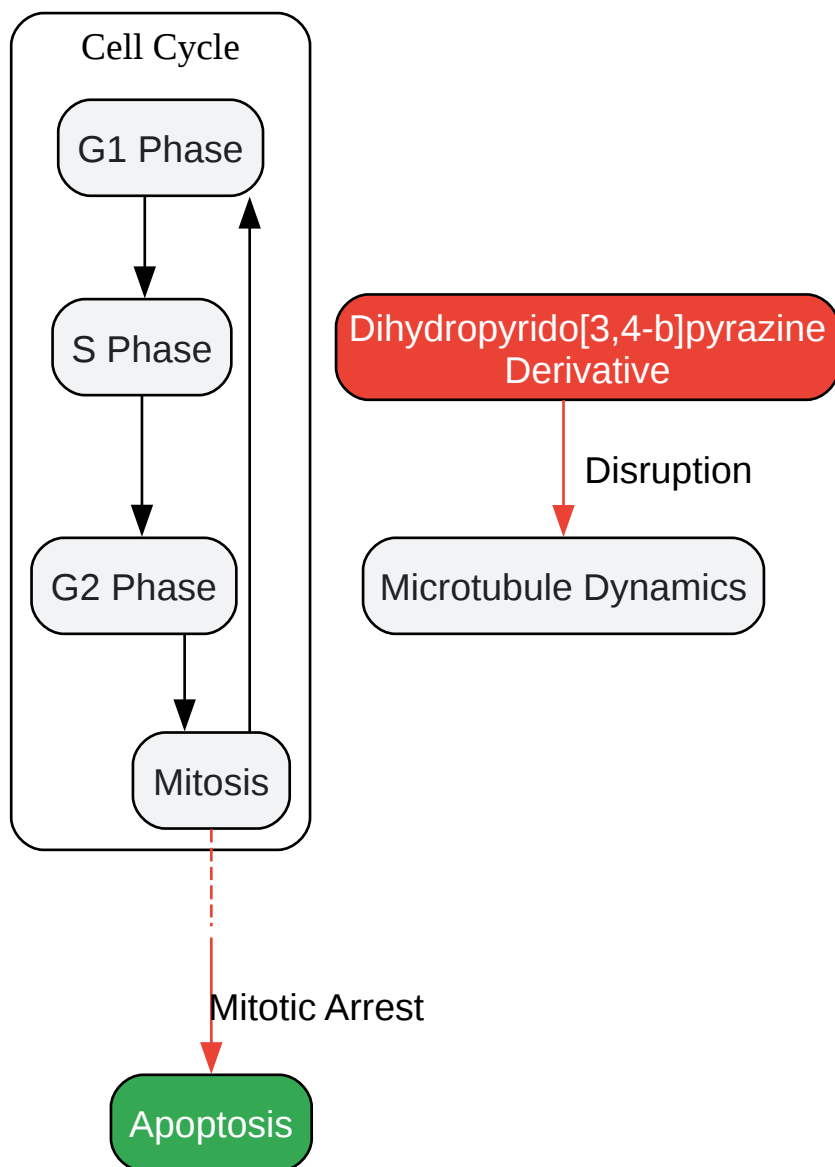 Cell Cycle
G1 Phase
S Phase
Dihydropyrido[3,4-b]pyrazine
Derivative
Disruption
G2 Phase
Microtubule Dynamics
Mitosis
Mitotic Arrest
Apoptosis